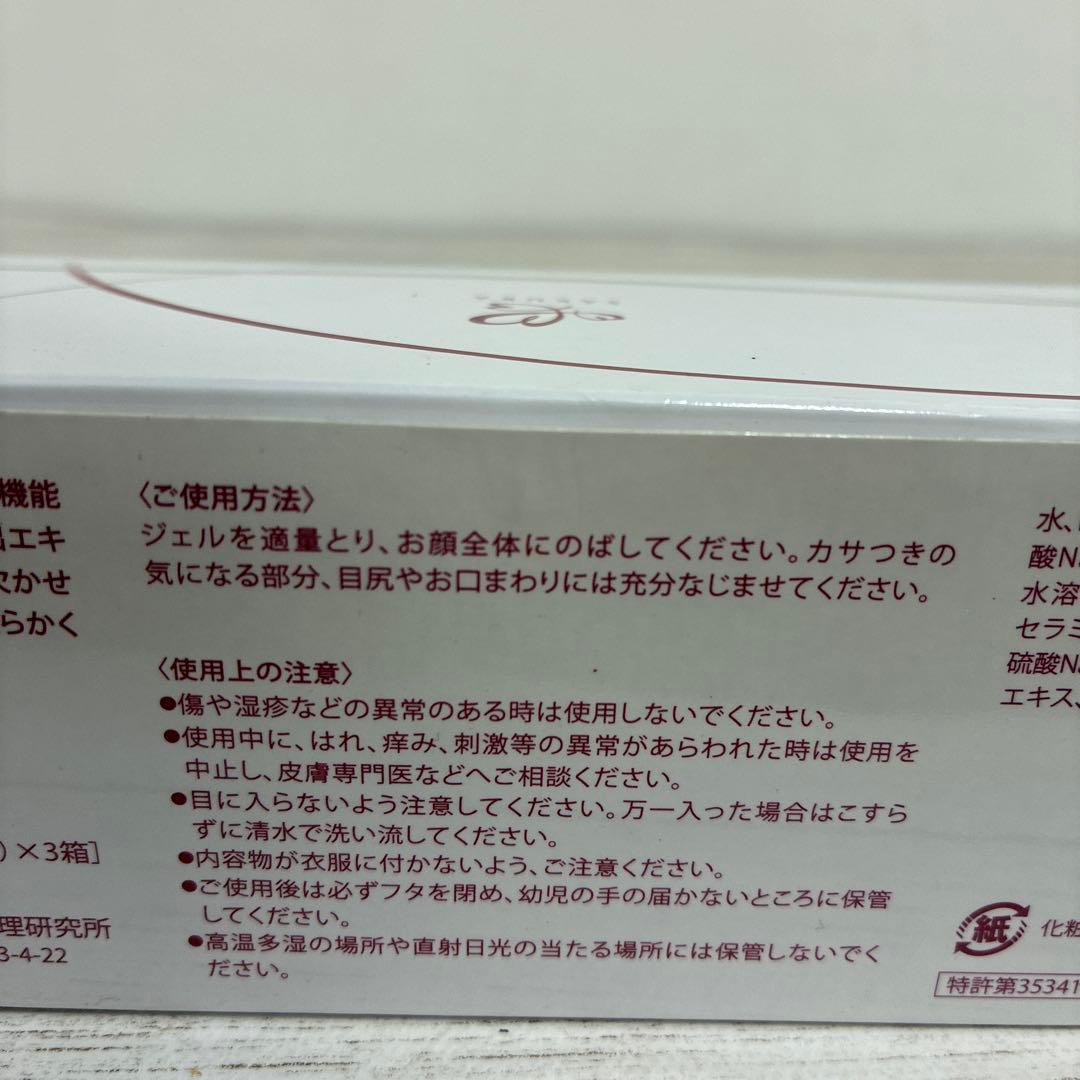 機能
エキ
欠かせ
らかく
×3箱]
理研究所
3-4-22
〈ご使用方法〉
ジェルを適量とり、お顔全体にのばしてください。カサつきの
気になる部分、目尻やお口まわりには充分なじませてください。
〈使用上の注意〉
●傷や湿疹などの異常のある時は使用しないでください。
●使用中に、はれ、痒み、刺激等の異常があらわれた時は使用を
中止し、皮膚専門医などへご相談ください。
●目に入らないよう注意してください。万一入った場合はこすら
ずに清水で洗い流してください。
●内容物が衣服に付かないよう、ご注意ください。
●ご使用後は必ずフタを閉め、幼児の手の届かないところに保管
してください。
●高温多湿の場所や直射日光の当たる場所には保管しないでく
ださい。
水、
酸N
水溶
セラミ
硫酸N
エキス、
紙
化粧
特許第35341